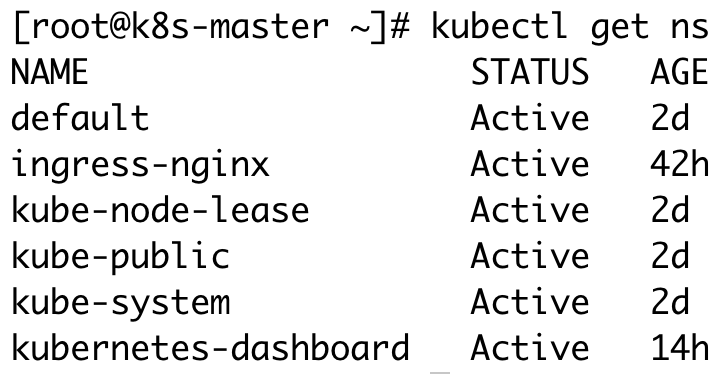 [root@k8s-master ~]# kubectl get ns
NAME                   STATUS   AGE
default                Active   2d
ingress-nginx          Active   42h
kube-node-lease        Active   2d
kube-public            Active   2d
kube-system            Active   2d
kubernetes-dashboard   Active   14h